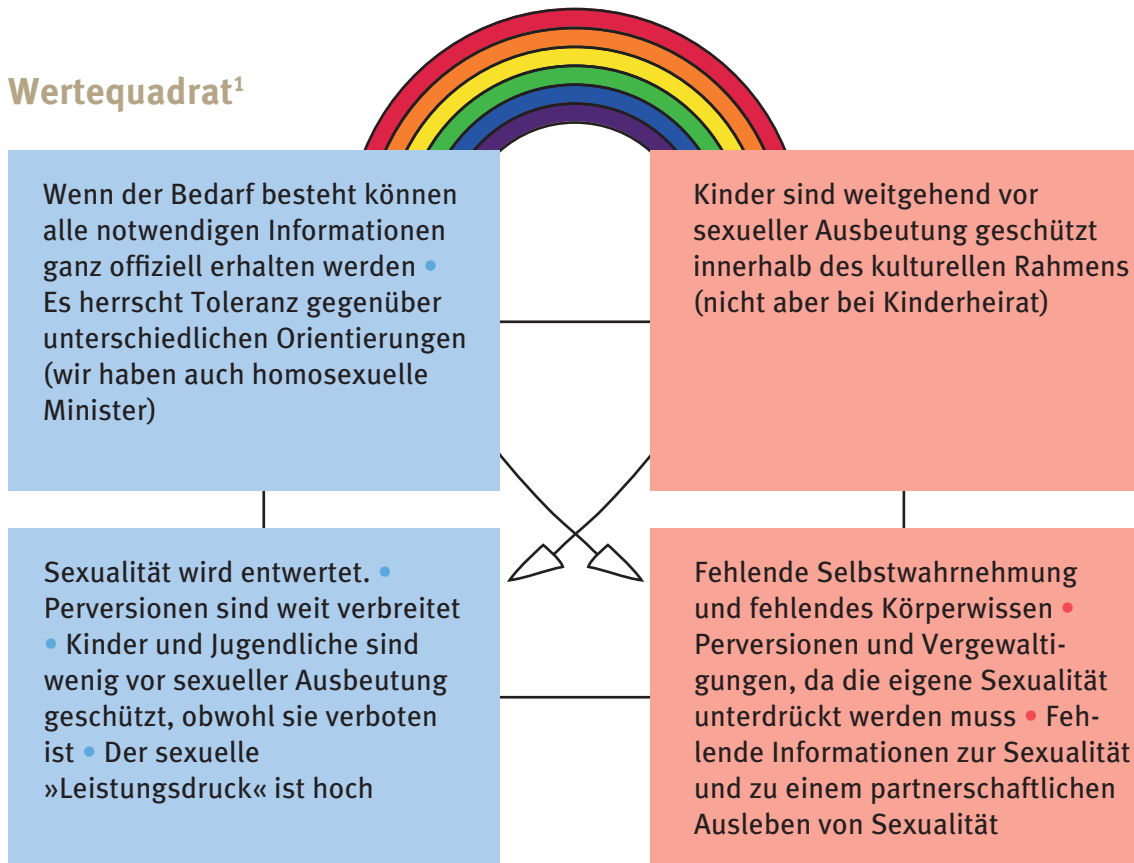 Wertequadrat¹
Wenn der Bedarf besteht können
alle notwendigen Informationen
ganz offiziell erhalten werden •
Es herrscht Toleranz gegenüber
unterschiedlichen Orientierungen
(wir haben auch homosexuelle
Minister)
Kinder sind weitgehend vor
sexueller Ausbeutung geschützt
innerhalb des kulturellen Rahmens
(nicht aber bei Kinderheirat)
Sexualität wird entwertet. •
Perversionen sind weit verbreitet
• Kinder und Jugendliche sind
wenig vor sexueller Ausbeutung
geschützt, obwohl sie verboten
ist • Der sexuelle
»Leistungsdruck« ist hoch
Fehlende Selbstwahrnehmung
und fehlendes Körperwissen •
Perversionen und Vergewalti-
gungen, da die eigene Sexualität
unterdrückt werden muss • Feh-
lende Informationen zur Sexualität
und zu einem partnerschaftlichen
Ausleben von Sexualität